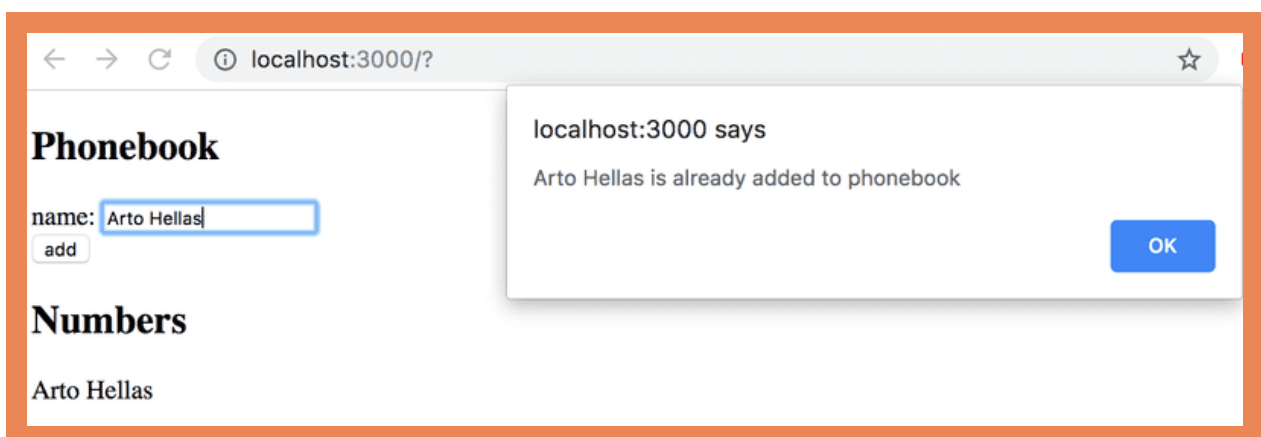 localhost:3000/?
localhost:3000 says
Arto Hellas is already added to phonebook
OK
Phonebook
name: Arto Hellas
add
Numbers
Arto Hellas